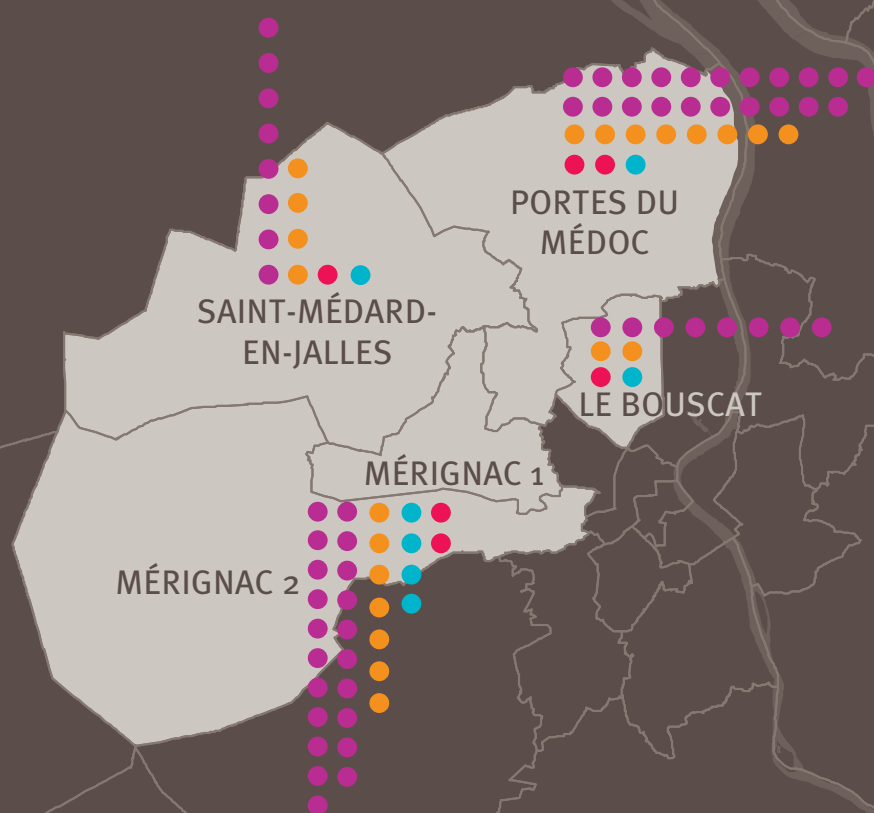 PORTES DU
MÉDOC
SAINT-MÉDARD-
EN-JALLES
LE BOUSCAT
MÉRIGNAC 1
MÉRIGNAC 2